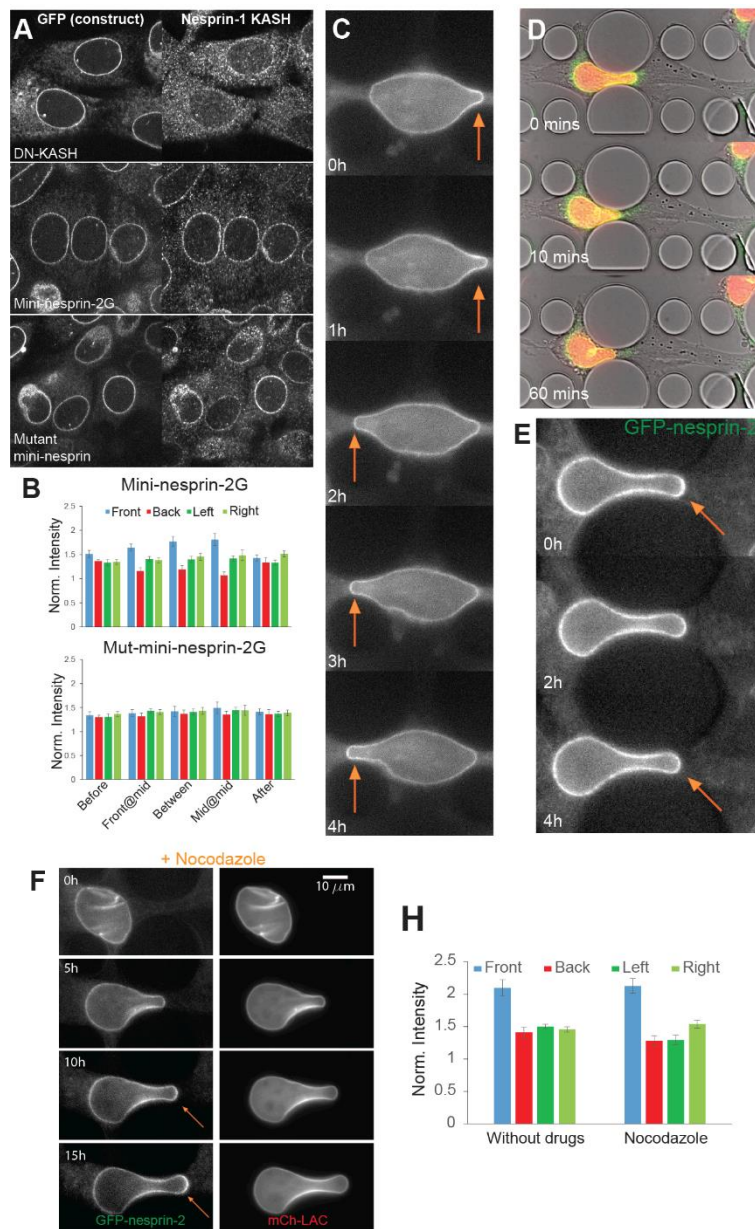 A
GFP (construct) Nesprin-1 KASH
DN-KASH
Mini-nesprin-2G
Mutant
mini-nesprin
B
Mini-nesprin-2G
Front Back Left Right
Norm. Intensity
2
1.5
1
0.5
0
Mut-mini-nesprin-2G
Norm. Intensity
2
1.5
1
0.5
0
Before Front@mid Between Mid@mid After
C
0h
1h
2h
3h
4h
D
0 mins
10 mins
60 mins
E
GFP-nesprin-2
0h
2h
4h
+ Nocodazole
F
0h
10 μm
5h
10h
15h
GFP-nesprin-2 mCh-LAC
H
Front Back Left Right
Norm. Intensity
2.5
2
1.5
1
0.5
0
Without drugs Nocodazole